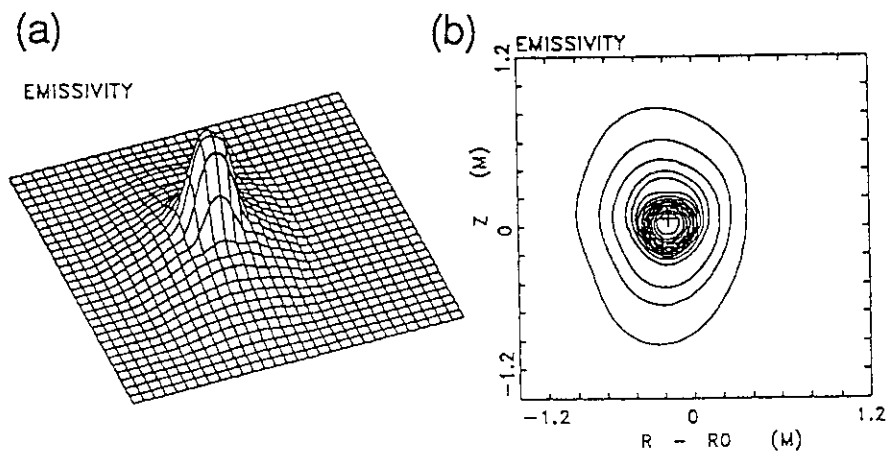 (a)
EMISSIVITY
(b)
EMISSIVITY
1.2
Z (M)
0
-1.2
-1.2 0 1.2
R - RO (M)